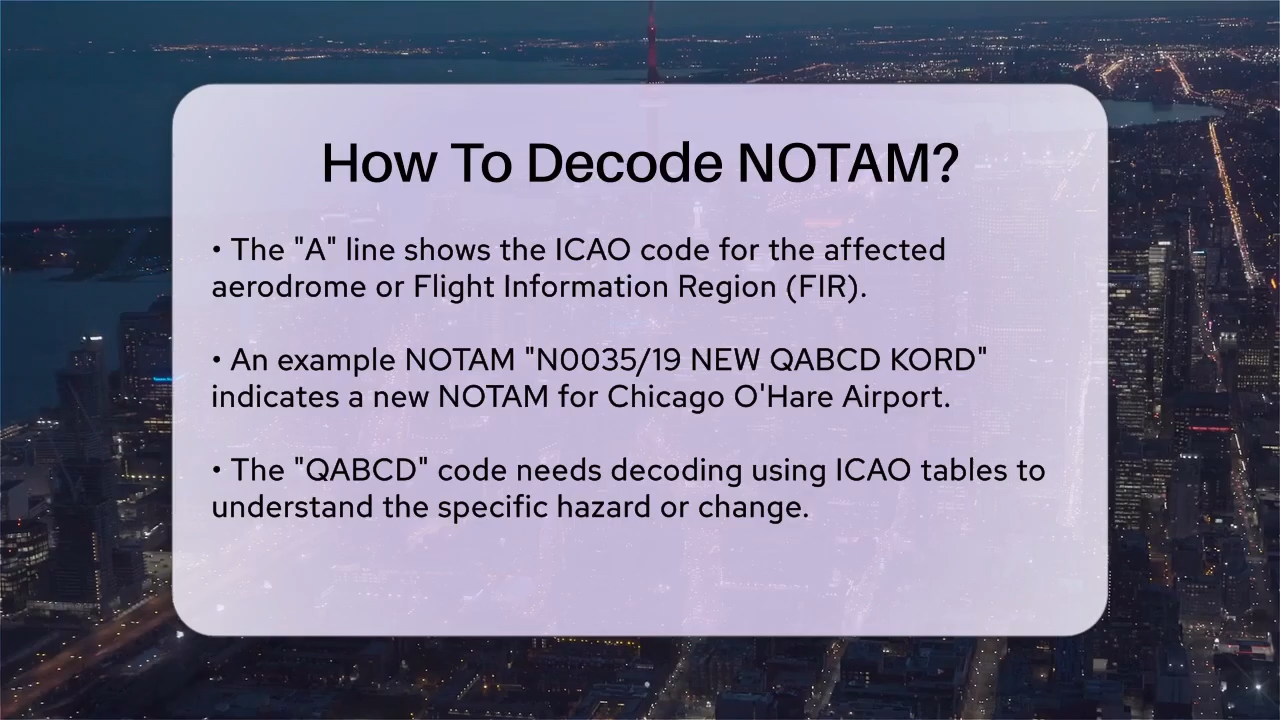 How To Decode NOTAM?
• The "A" line shows the ICAO code for the affected
aerodrome or Flight Information Region (FIR).
• An example NOTAM "N0035/19 NEW QABCD KORD"
indicates a new NOTAM for Chicago O'Hare Airport.
• The "QABCD" code needs decoding using ICAO tables to
understand the specific hazard or change.